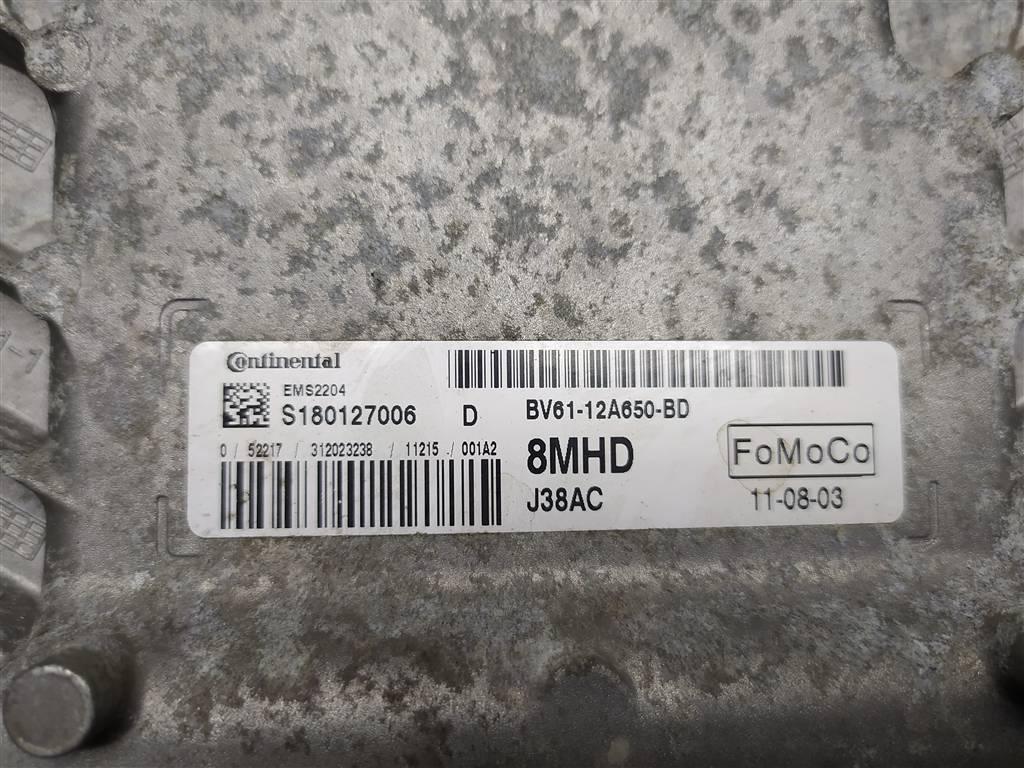 Continental
EMS2204
S180127006 D BV61-12A650-BD
0 / 52217 / 312023238 / 11215 / 001A2
8MHD
FoMoCo
J38AC
11-08-03